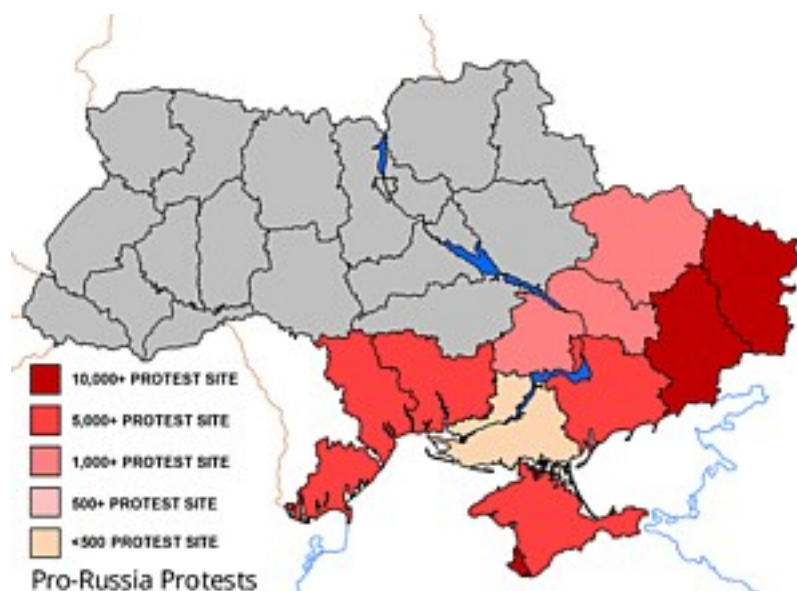 10,000+ PROTEST SITE
5,000+ PROTEST SITE
1,000+ PROTEST SITE
500+ PROTEST SITE
<500 PROTEST SITE
Pro-Russia Protests